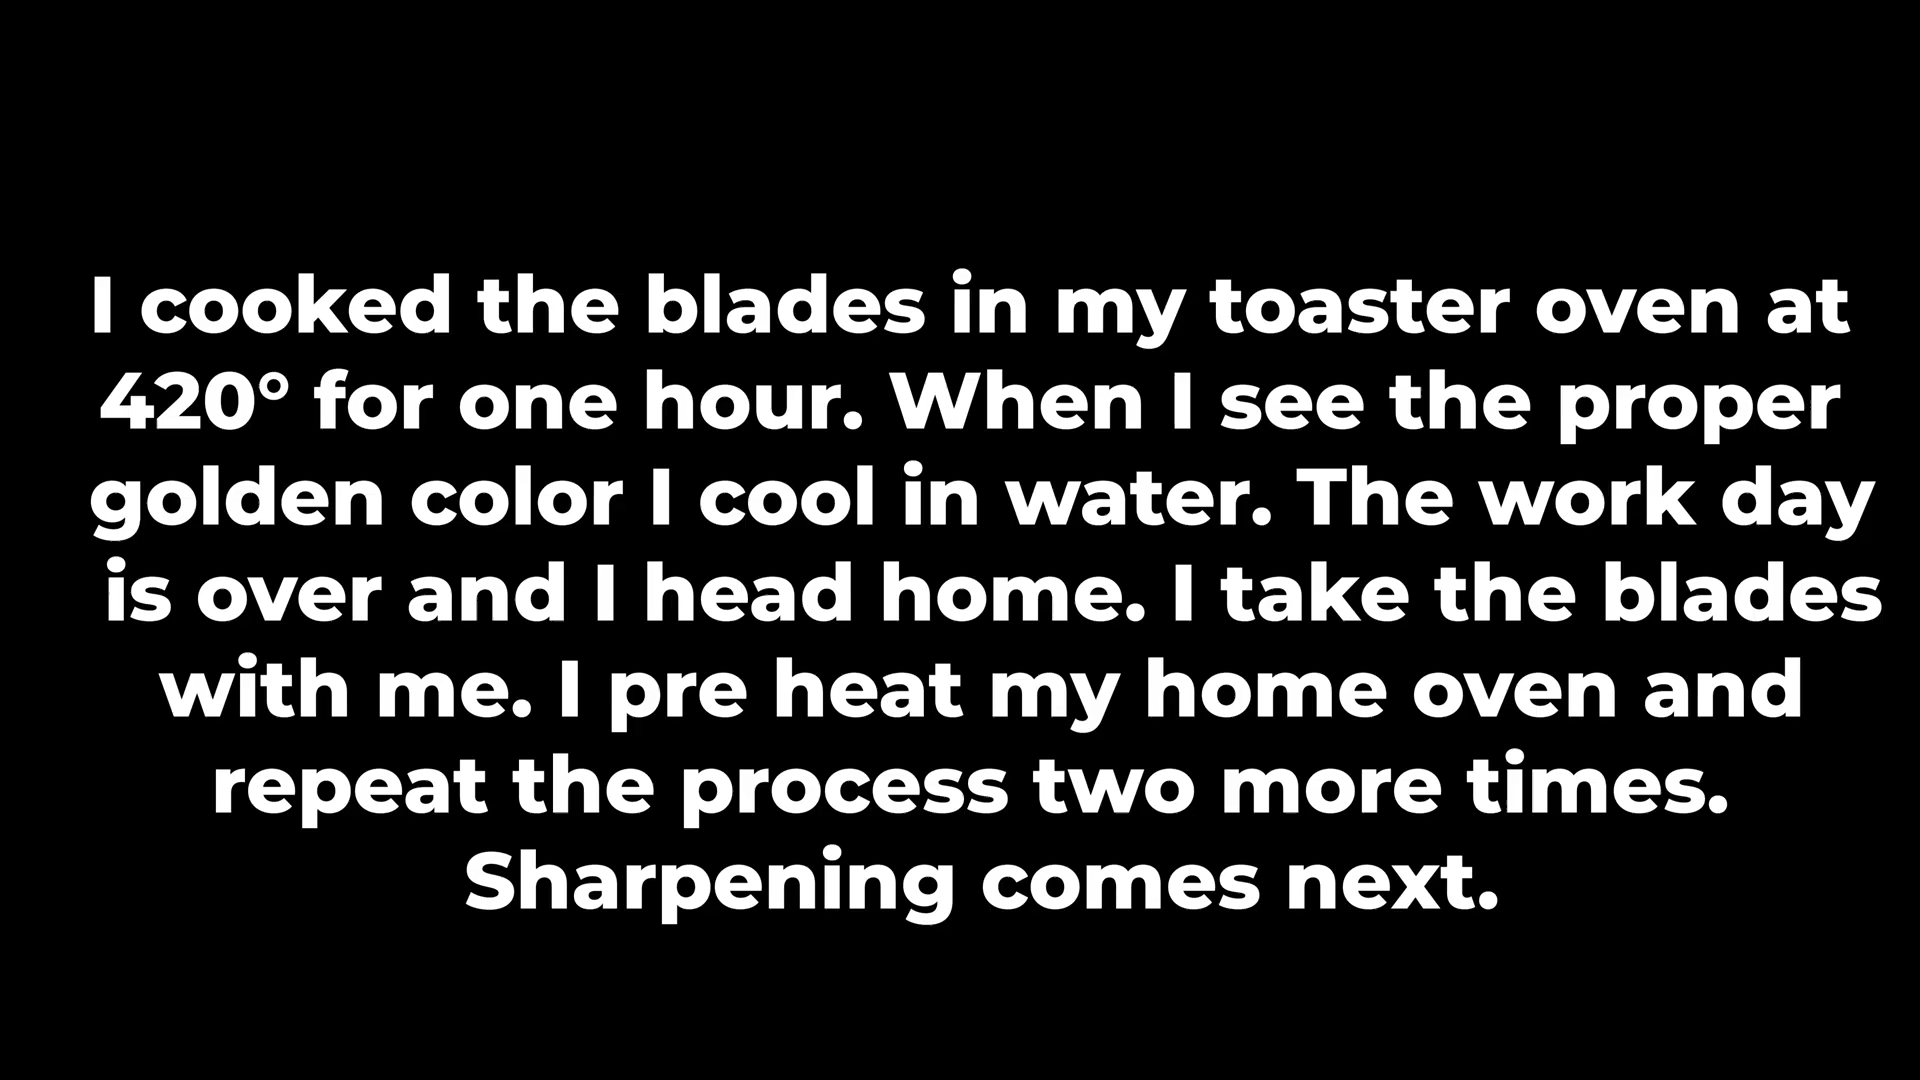 I cooked the blades in my toaster oven at
420° for one hour. When I see the proper
golden color I cool in water. The work day
is over and I head home. I take the blades
with me. I pre heat my home oven and
repeat the process two more times.
Sharpening comes next.